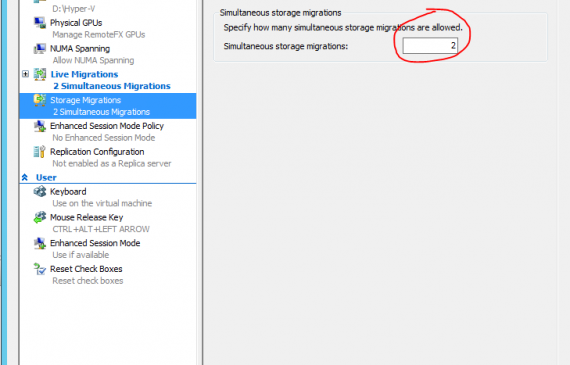 D:\Hyper-V
Physical GPUs
Manage RemoteFX GPUs
NUMA Spanning
Allow NUMA Spanning
Live Migrations
2 Simultaneous Migrations
Storage Migrations
2 Simultaneous Migrations
Enhanced Session Mode Policy
No Enhanced Session Mode
Replication Configuration
Not enabled as a Replica server
User
Keyboard
Use on the virtual machine
Mouse Release Key
CTRL+ALT+LEFT ARROW
Enhanced Session Mode
Use if available
Reset Check Boxes
Reset check boxes
Simultaneous storage migrations
Specify how many simultaneous storage migrations are allowed.
Simultaneous storage migrations: 2